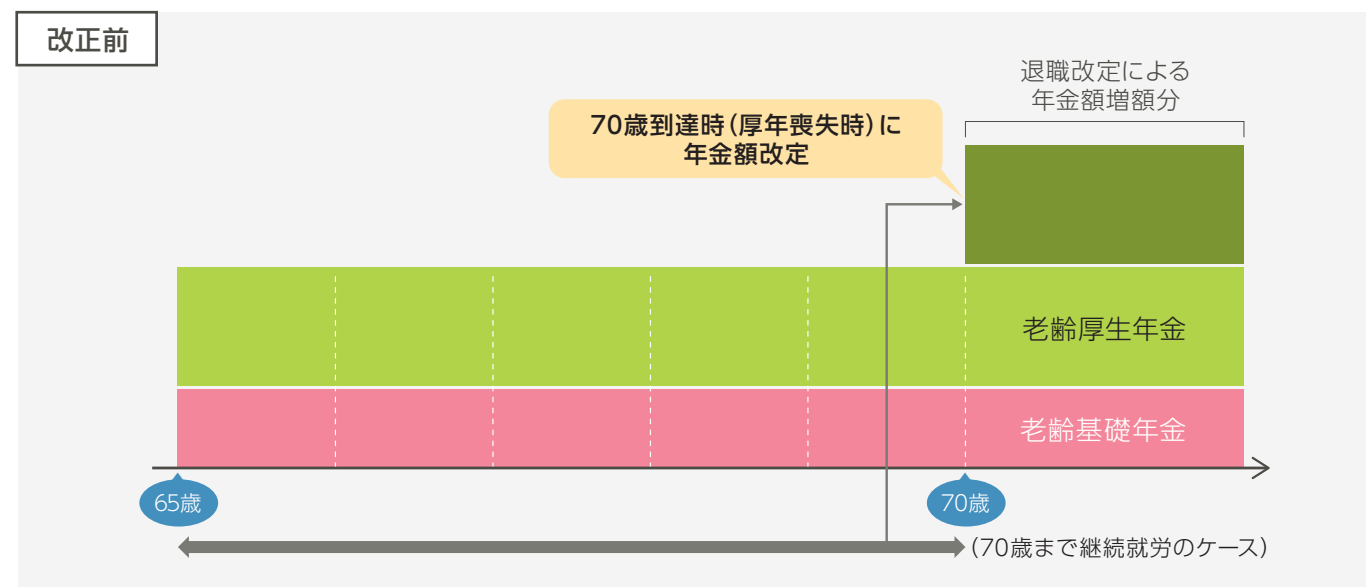 改正前
退職改定による
年金額増額分
70歳到達時(厚年喪失時)に
年金額改定
老齢厚生年金
老齢基礎年金
65歳
70歳
(70歳まで継続就労のケース)